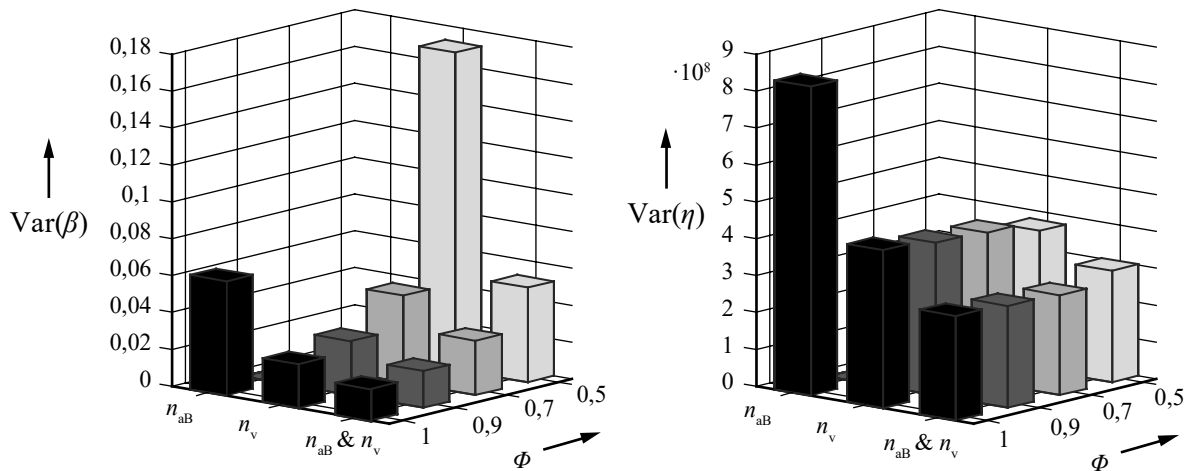 0,18
0,16
0,14
0,12
0,1
0,08
0,06
0,04
0,02
0
Var(β)
n_aB
n_v
n_aB & n_v
1
0,9
0,7
0,5
Φ
9
·10⁸
8
7
6
5
4
3
2
1
0
Var(η)
n_aB
n_v
n_aB & n_v
1
0,9
0,7
0,5
Φ